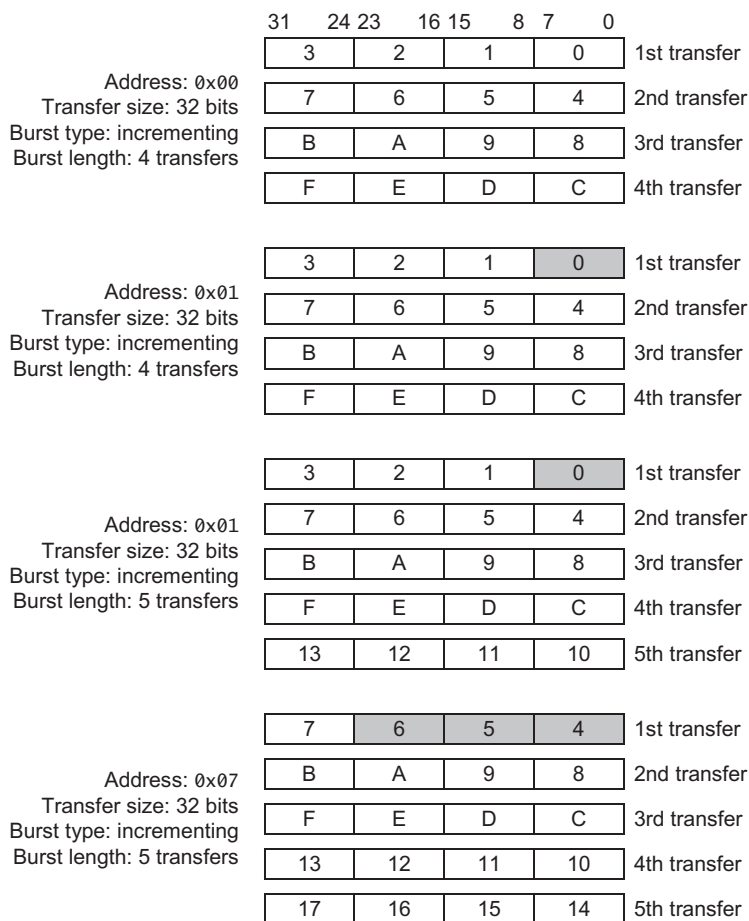 31 24 23 16 15 8 7 0
3 2 1 0 1st transfer
Address: 0x00
7 6 5 4 2nd transfer
Transfer size: 32 bits
Burst type: incrementing
B A 9 8 3rd transfer
Burst length: 4 transfers
F E D C 4th transfer
3 2 1 0 1st transfer
Address: 0x01
7 6 5 4 2nd transfer
Transfer size: 32 bits
Burst type: incrementing
B A 9 8 3rd transfer
Burst length: 4 transfers
F E D C 4th transfer
3 2 1 0 1st transfer
7 6 5 4 2nd transfer
Address: 0x01
Transfer size: 32 bits
B A 9 8 3rd transfer
Burst type: incrementing
Burst length: 5 transfers
F E D C 4th transfer
13 12 11 10 5th transfer
7 6 5 4 1st transfer
B A 9 8 2nd transfer
Address: 0x07
Transfer size: 32 bits
F E D C 3rd transfer
Burst type: incrementing
Burst length: 5 transfers
13 12 11 10 4th transfer
17 16 15 14 5th transfer